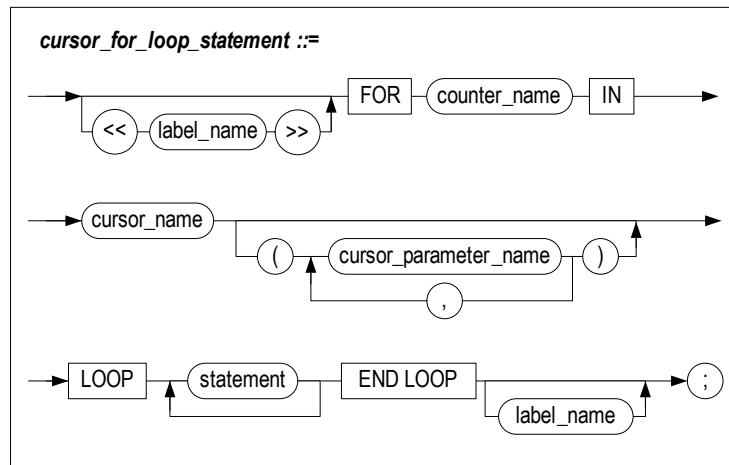 cursor_for_loop_statement ::=
FOR counter_name IN
<< label_name >>
cursor_name
( cursor_parameter_name )
,
LOOP statement END LOOP ;
label_name